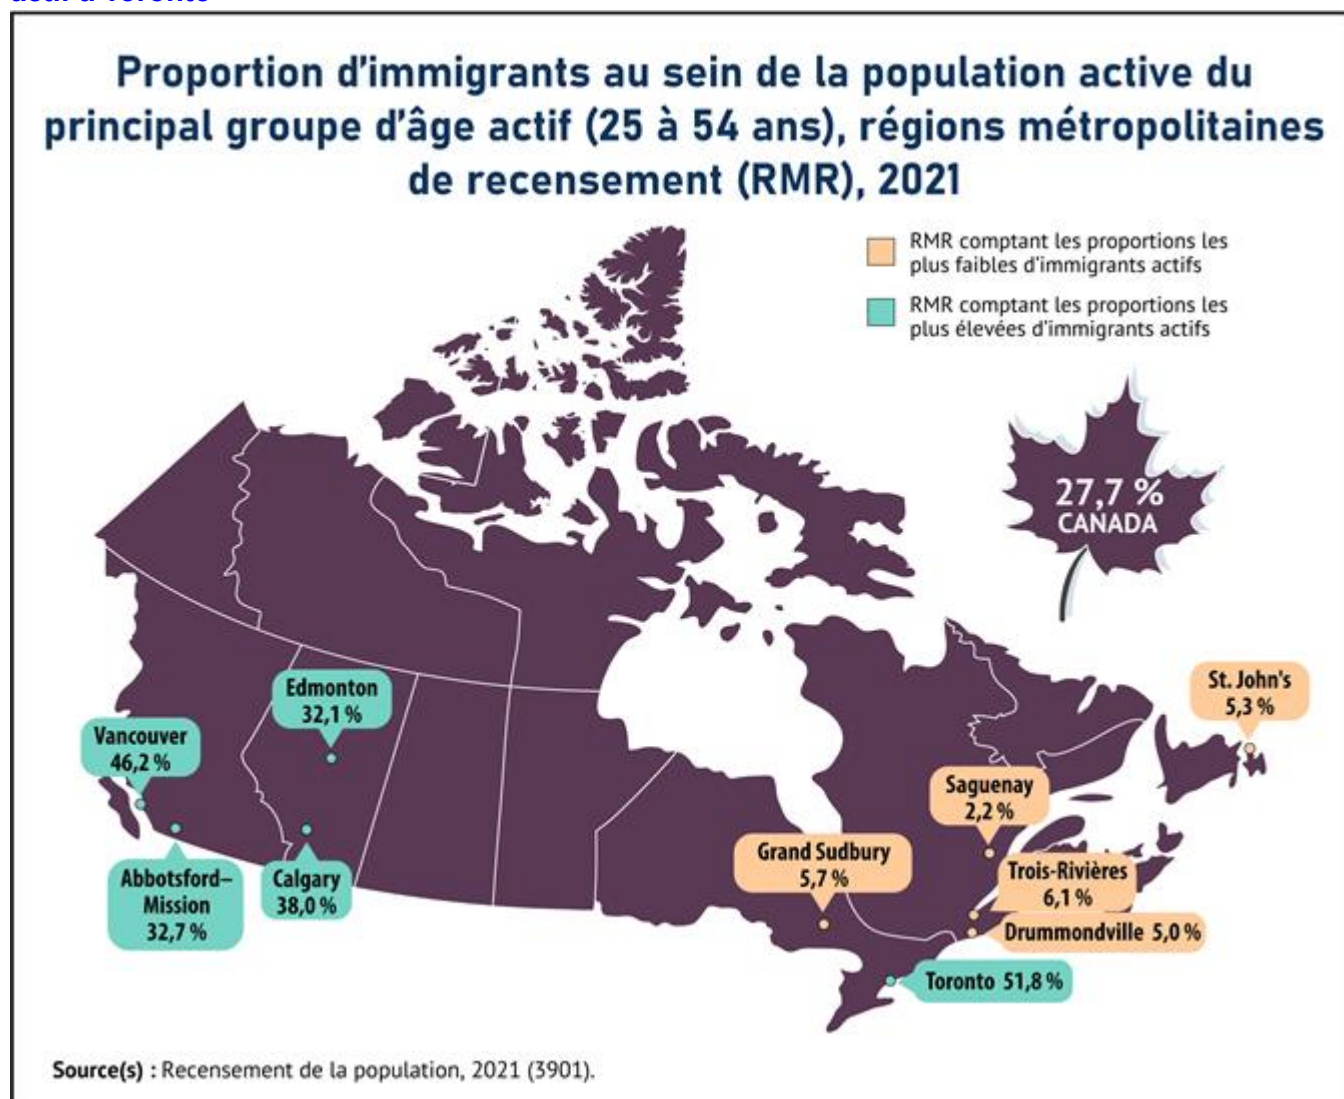 Proportion d'immigrants au sein de la population active du
principal groupe d'âge actif (25 à 54 ans), régions métropolitaines
de recensement (RMR), 2021
RMR comptant les proportions les
plus faibles d'immigrants actifs
RMR comptant les proportions les
plus élevées d'immigrants actifs
27,7 %
CANADA
Edmonton
32,1 %
Vancouver
46,2 %
Abbotsford–
Mission
32,7 %
Calgary
38,0 %
St. John's
5,3 %
Saguenay
2,2 %
Grand Sudbury
5,7 %
Trois-Rivières
6,1 %
Drummondville 5,0 %
Toronto 51,8 %
Source(s) : Recensement de la population, 2021 (3901).